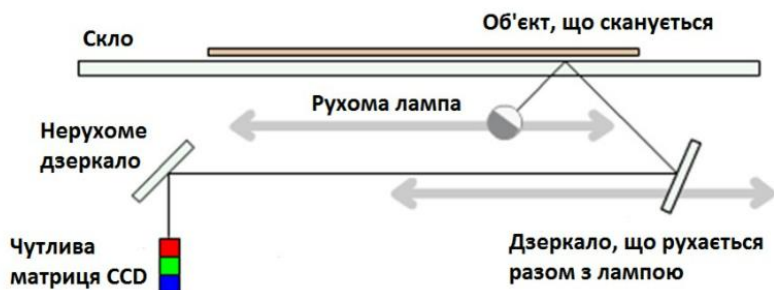 Об'єкт, що сканується
Скло
Рухома лампа
Нерухоме
дзеркало
Чутлива
матриця CCD
Дзеркало, що рухається
разом з лампою